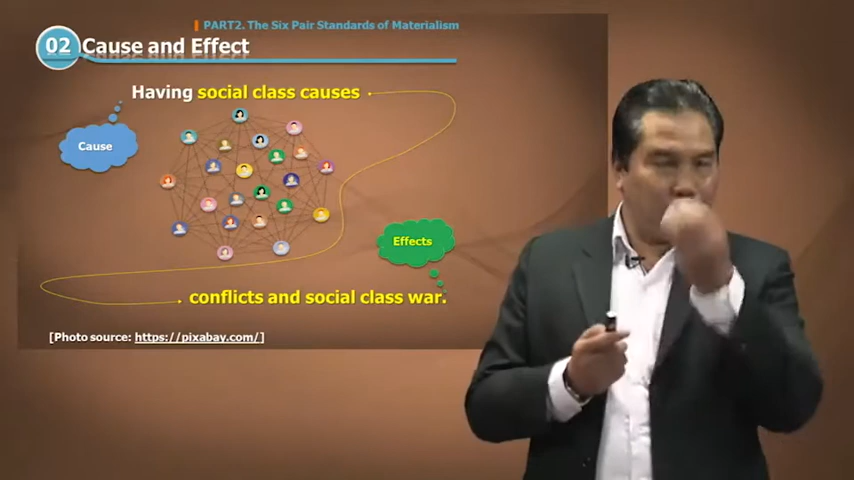 PART2. The Six Pair Standards of Materialism
02 Cause and Effect
Having social class causes
Cause
Effects
conflicts and social class war.
[Photo source: https://pixabay.com/]